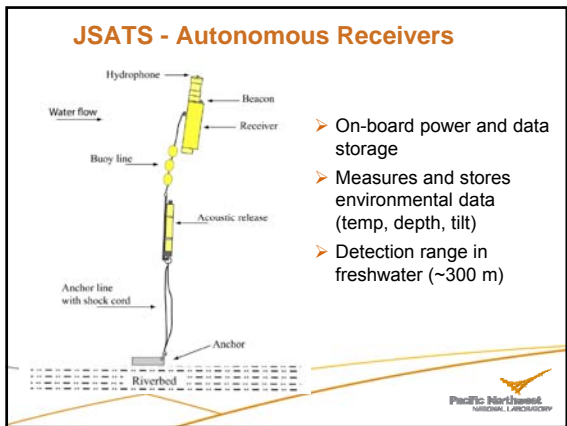 JSATS - Autonomous Receivers
Hydrophone
Beacon
Water flow
Receiver
Buoy line
Acoustic release
Anchor line
with shock cord
Anchor
Riverbed
➢ On-board power and data
storage
➢ Measures and stores
environmental data
(temp, depth, tilt)
➢ Detection range in
freshwater (~300 m)
Pacific Northwest
NATIONAL LABORATORY